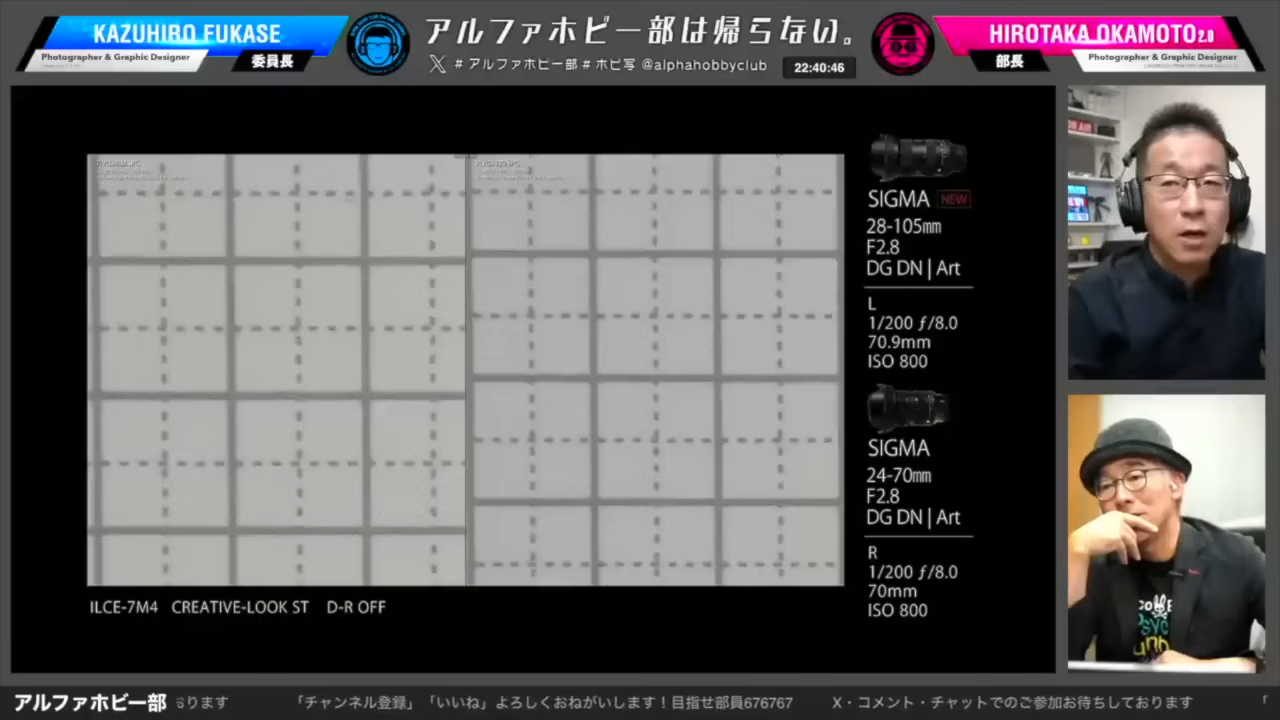 KAZUHIRO FUKASE
Photographer & Graphic Designer
委員長
アルファホビー部は帰らない。
X #アルファホビー部 #ホビ写 @alphahobbyclub
22:40:46
HIROTAKA OKAMOTO2.0
部長
Photographer & Graphic Designer
ON AIR
SIGMA NEW
28-105mm
F2.8
DG DN | Art
L
1/200 ƒ/8.0
70.9mm
ISO 800
SIGMA
24-70mm
F2.8
DG DN | Art
R
1/200 ƒ/8.0
70mm
ISO 800
ILCE-7M4 CREATIVE-LOOK ST D-R OFF
アルファホビー部 おります 「チャンネル登録」「いいね」よろしくおねがいします！目指せ部員676767 X・コメント・チャットでのご参加お待ちしております 「